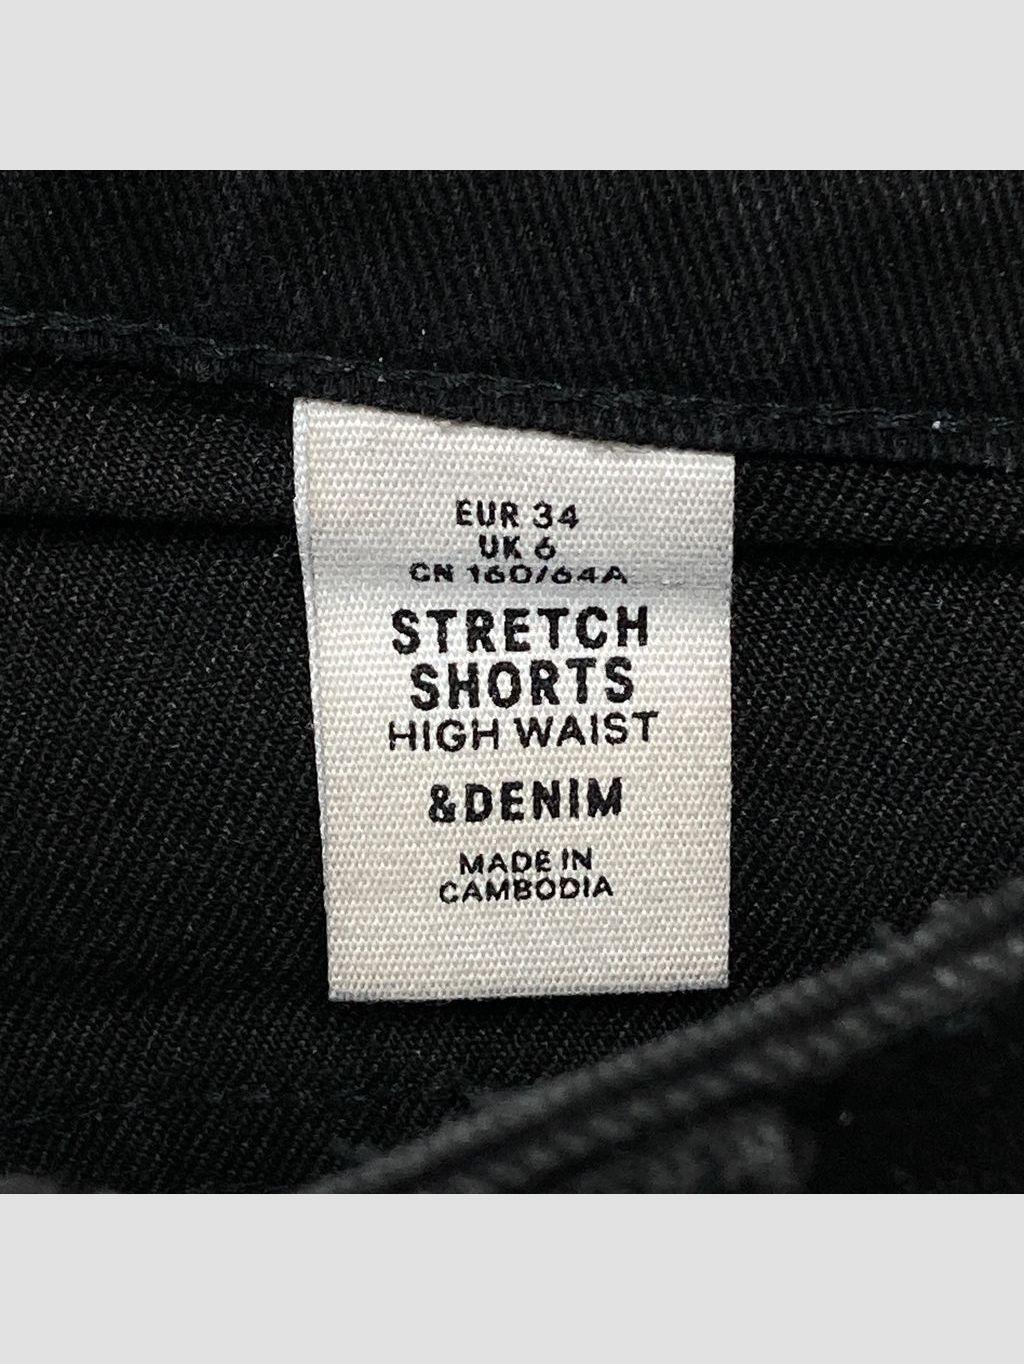 EUR 34
UK 6
CN 160/64A
STRETCH
SHORTS
HIGH WAIST
&DENIM
MADE IN
CAMBODIA